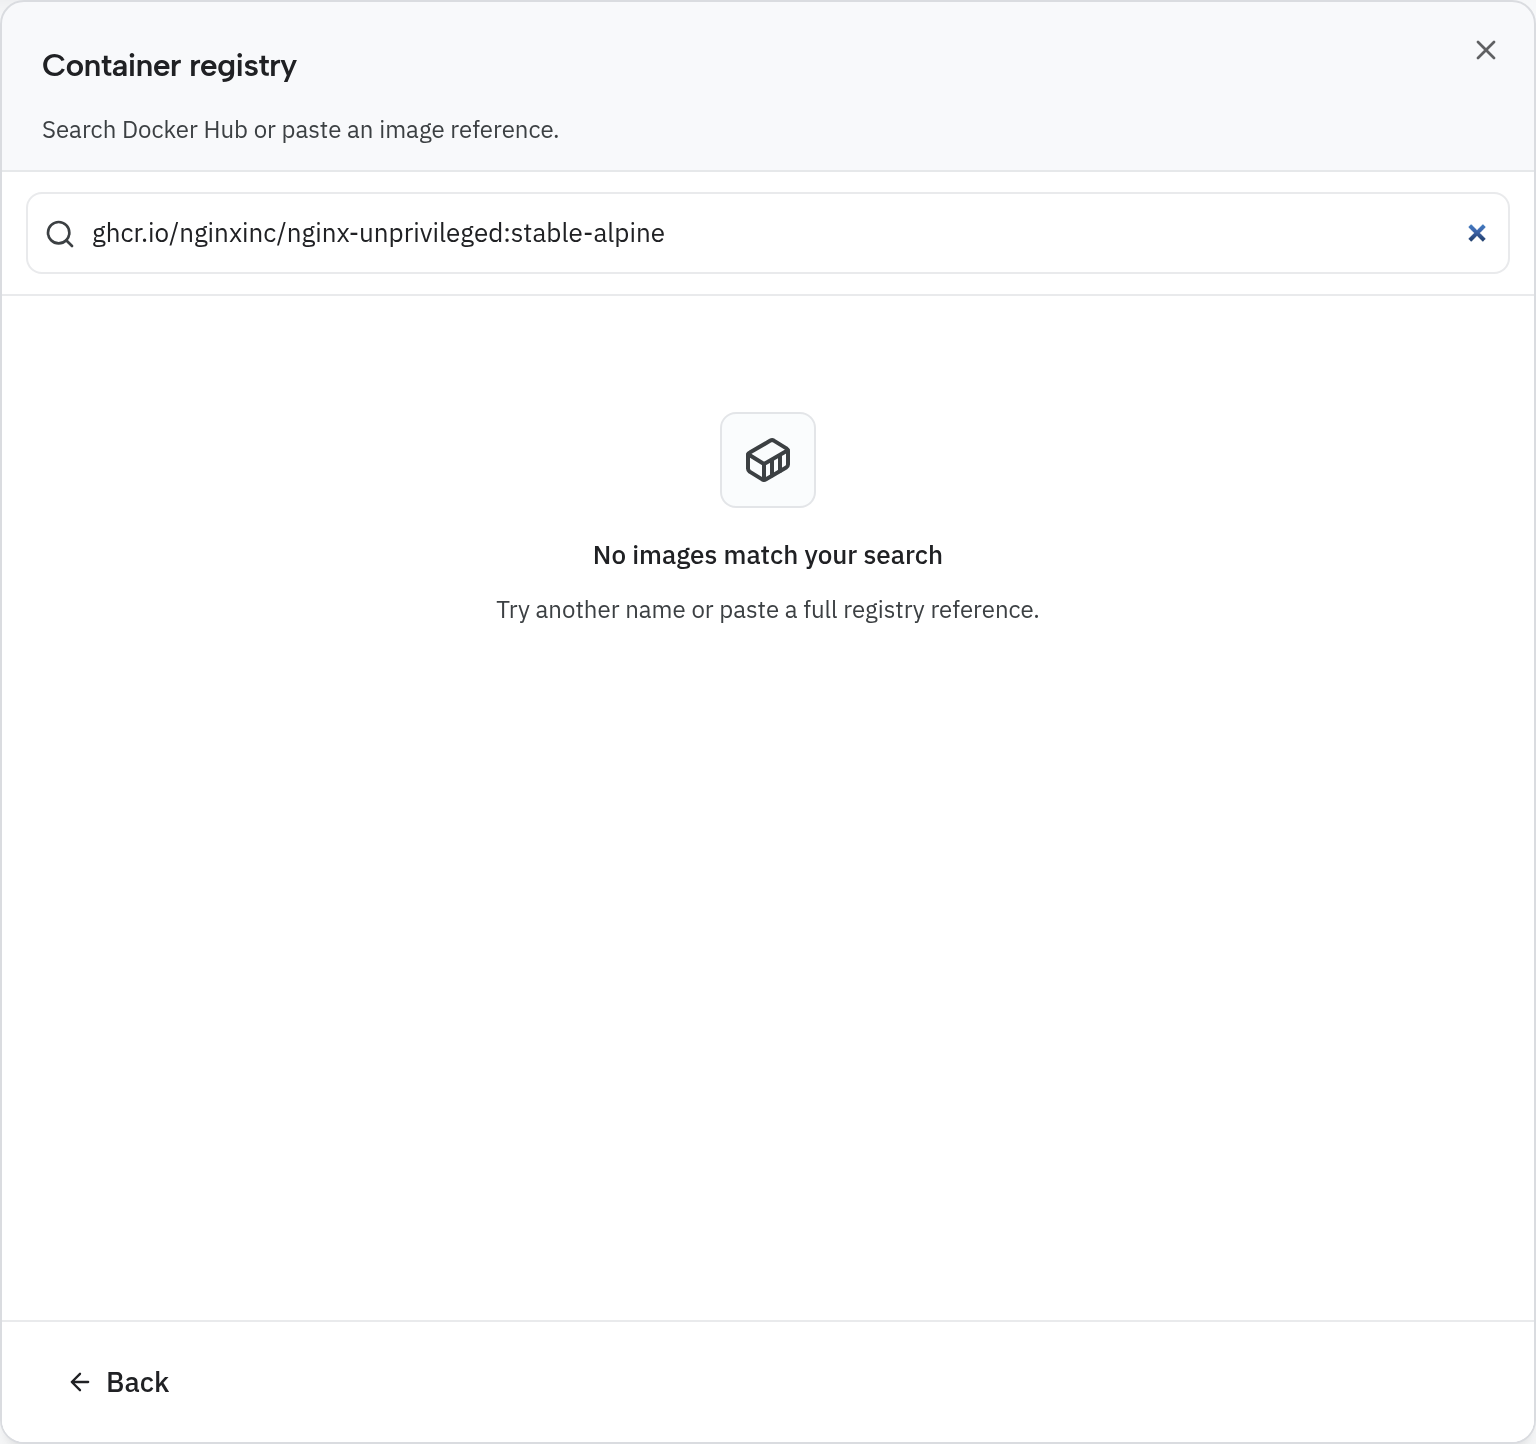 Container registry
Search Docker Hub or paste an image reference.
ghcr.io/nginxinc/nginx-unprivileged:stable-alpine
No images match your search
Try another name or paste a full registry reference.
Back